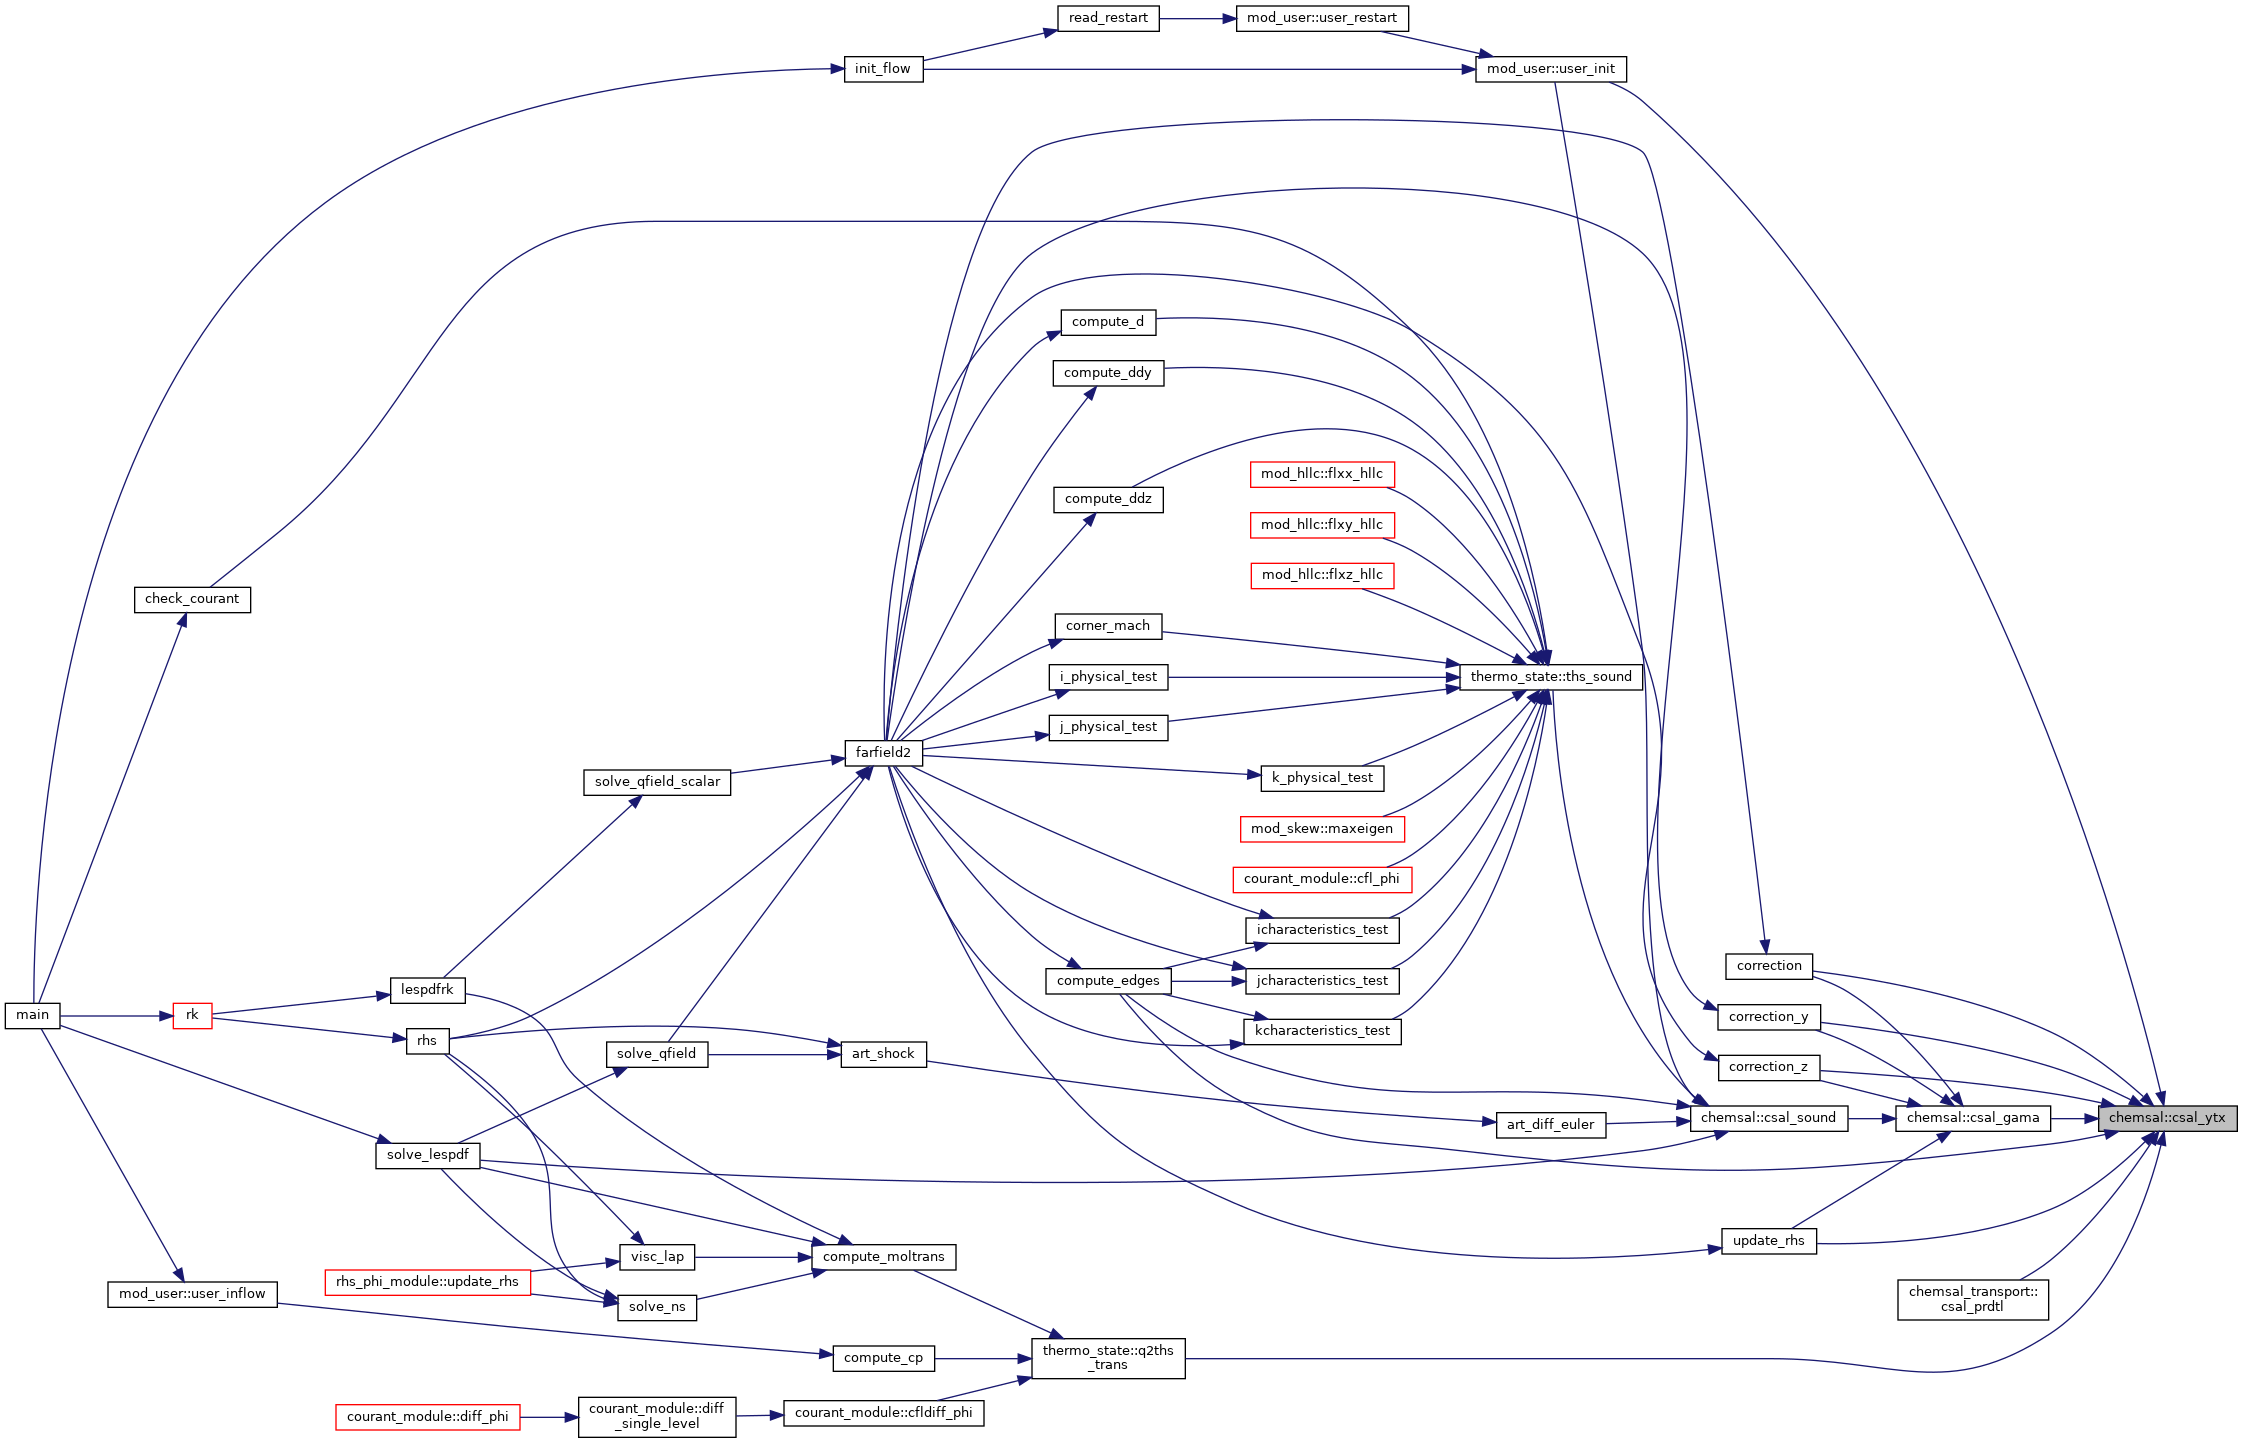 read_restart
mod_user::user_restart
init_flow
mod_user::user_init
compute_d
compute_ddy
mod_hllc::flxx_hllc
compute_ddz
mod_hllc::flxy_hllc
mod_hllc::flxz_hllc
check_courant
corner_mach
i_physical_test
thermo_state::ths_sound
j_physical_test
farfield2
k_physical_test
solve_qfield_scalar
mod_skew::maxeigen
courant_module::cfl_phi
icharacteristics_test
correction
compute_edges
jcharacteristics_test
lespdfrk
main
rk
correction_y
kcharacteristics_test
rhs
solve_qfield
art_shock
correction_z
chemsal::csal_sound
chemsal::csal_gama
chemsal::csal_ytx
art_diff_euler
solve_lespdf
update_rhs
visc_lap
compute_moltrans
rhs_phi_module::update_rhs
mod_user::user_inflow
chemsal_transport::
csal_prdtl
solve_ns
thermo_state::q2ths
_trans
compute_cp
courant_module::diff_phi
courant_module::diff
_single_level
courant_module::cfldiff_phi